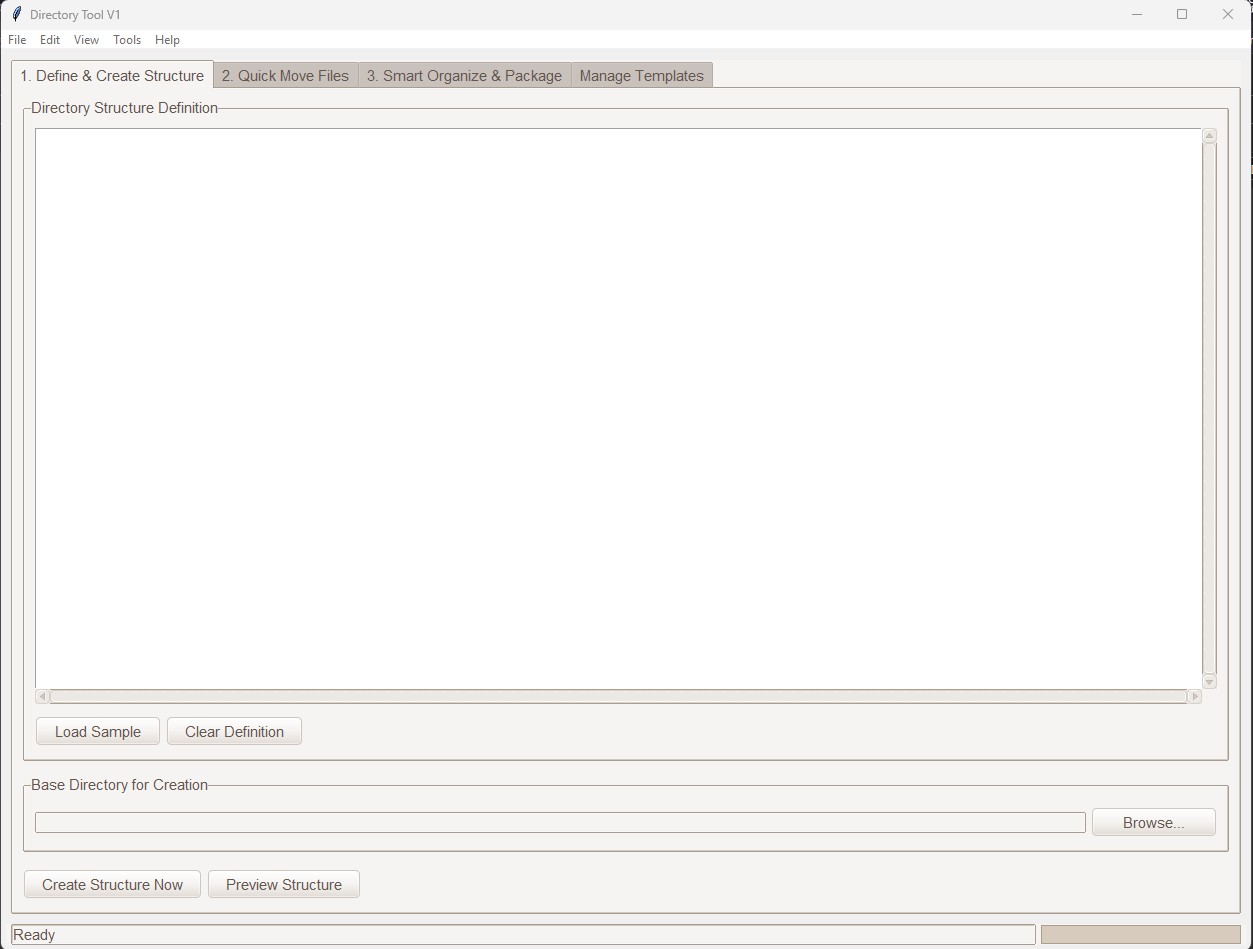 Directory Tool V1
File Edit View Tools Help
1. Define & Create Structure 2. Quick Move Files 3. Smart Organize & Package Manage Templates
Directory Structure Definition
Load Sample Clear Definition
Base Directory for Creation
Browse...
Create Structure Now Preview Structure
Ready